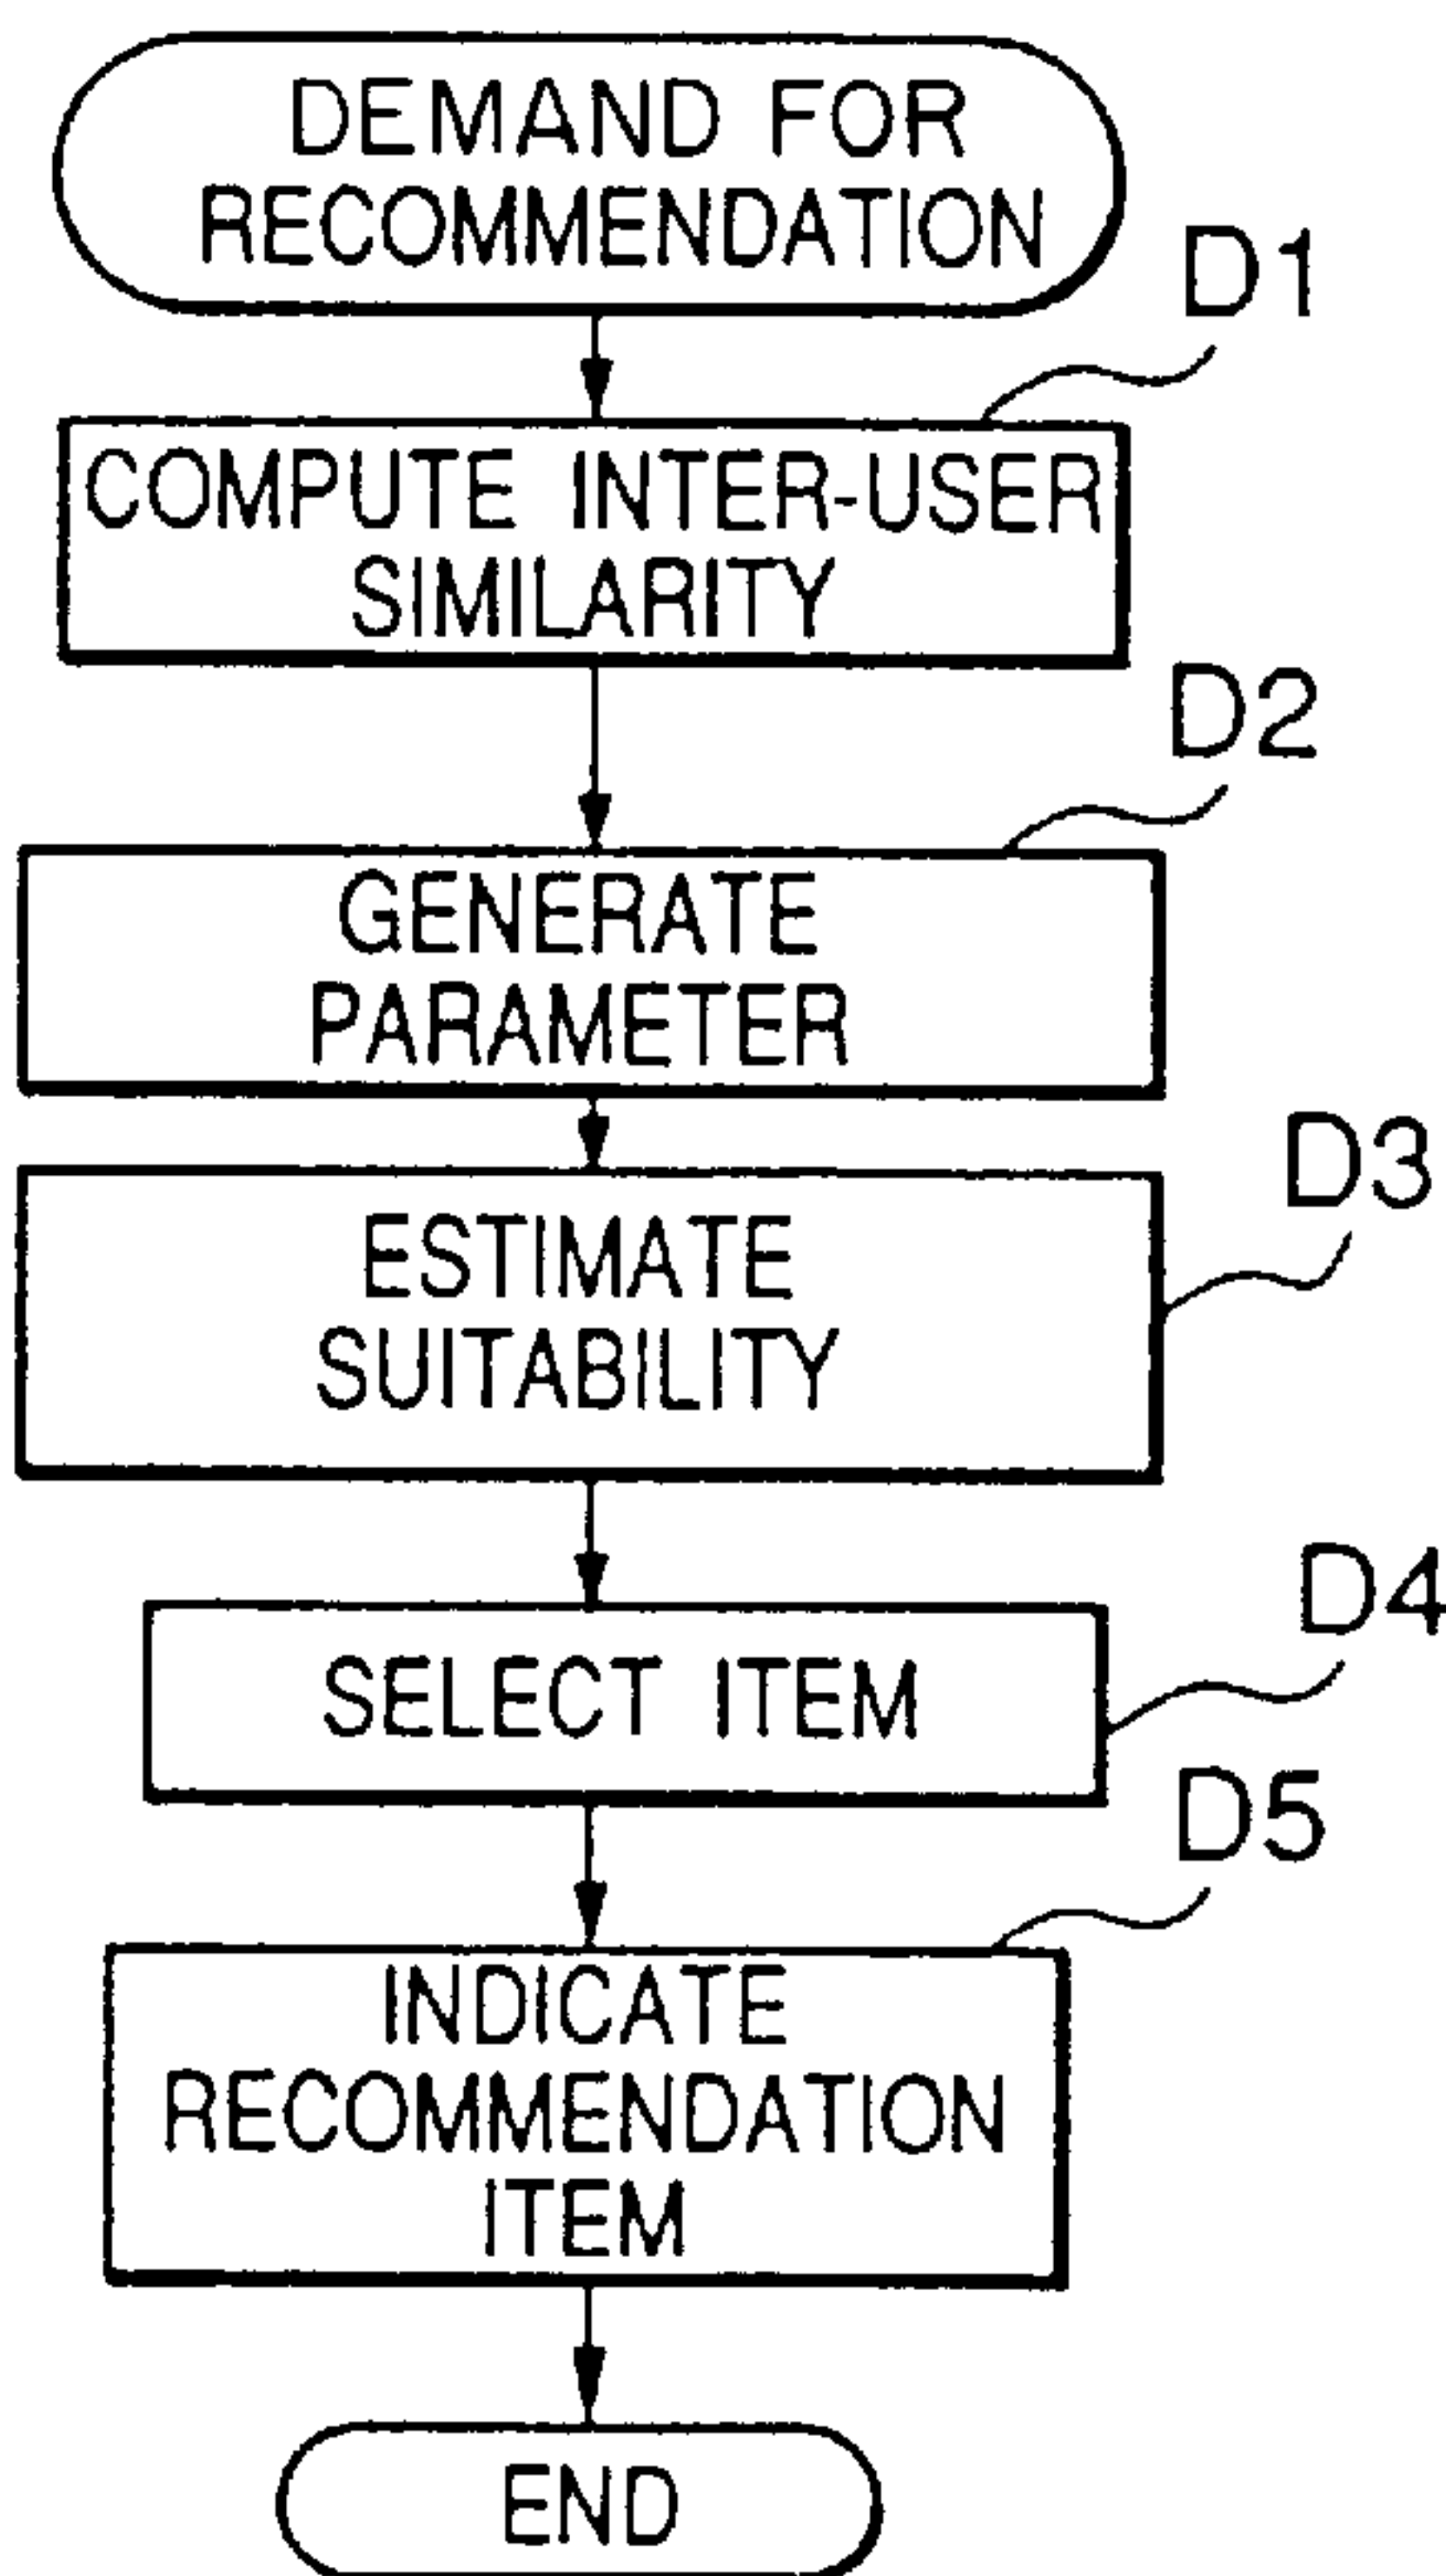 DEMAND FOR
RECOMMENDATION
D1
COMPUTE INTER-USER
SIMILARITY
D2
GENERATE
PARAMETER
D3
ESTIMATE
SUITABILITY
D4
SELECT ITEM
D5
INDICATE
RECOMMENDATION
ITEM
END